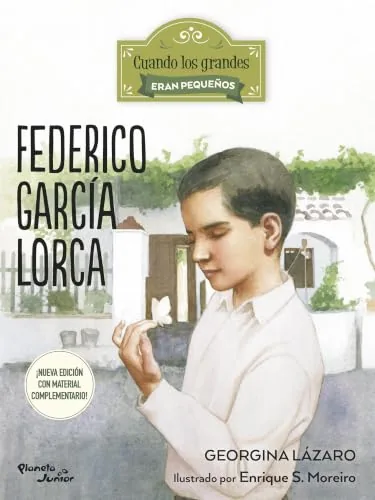 Cuando los grandes
ERAN PEQUEÑOS
FEDERICO
GARCÍA
LORCA
¡NUEVA EDICIÓN
CON MATERIAL
COMPLEMENTARIO!
GEORGINA LÁZARO
Ilustrado por Enrique S. Moreiro
Planeta
Junior